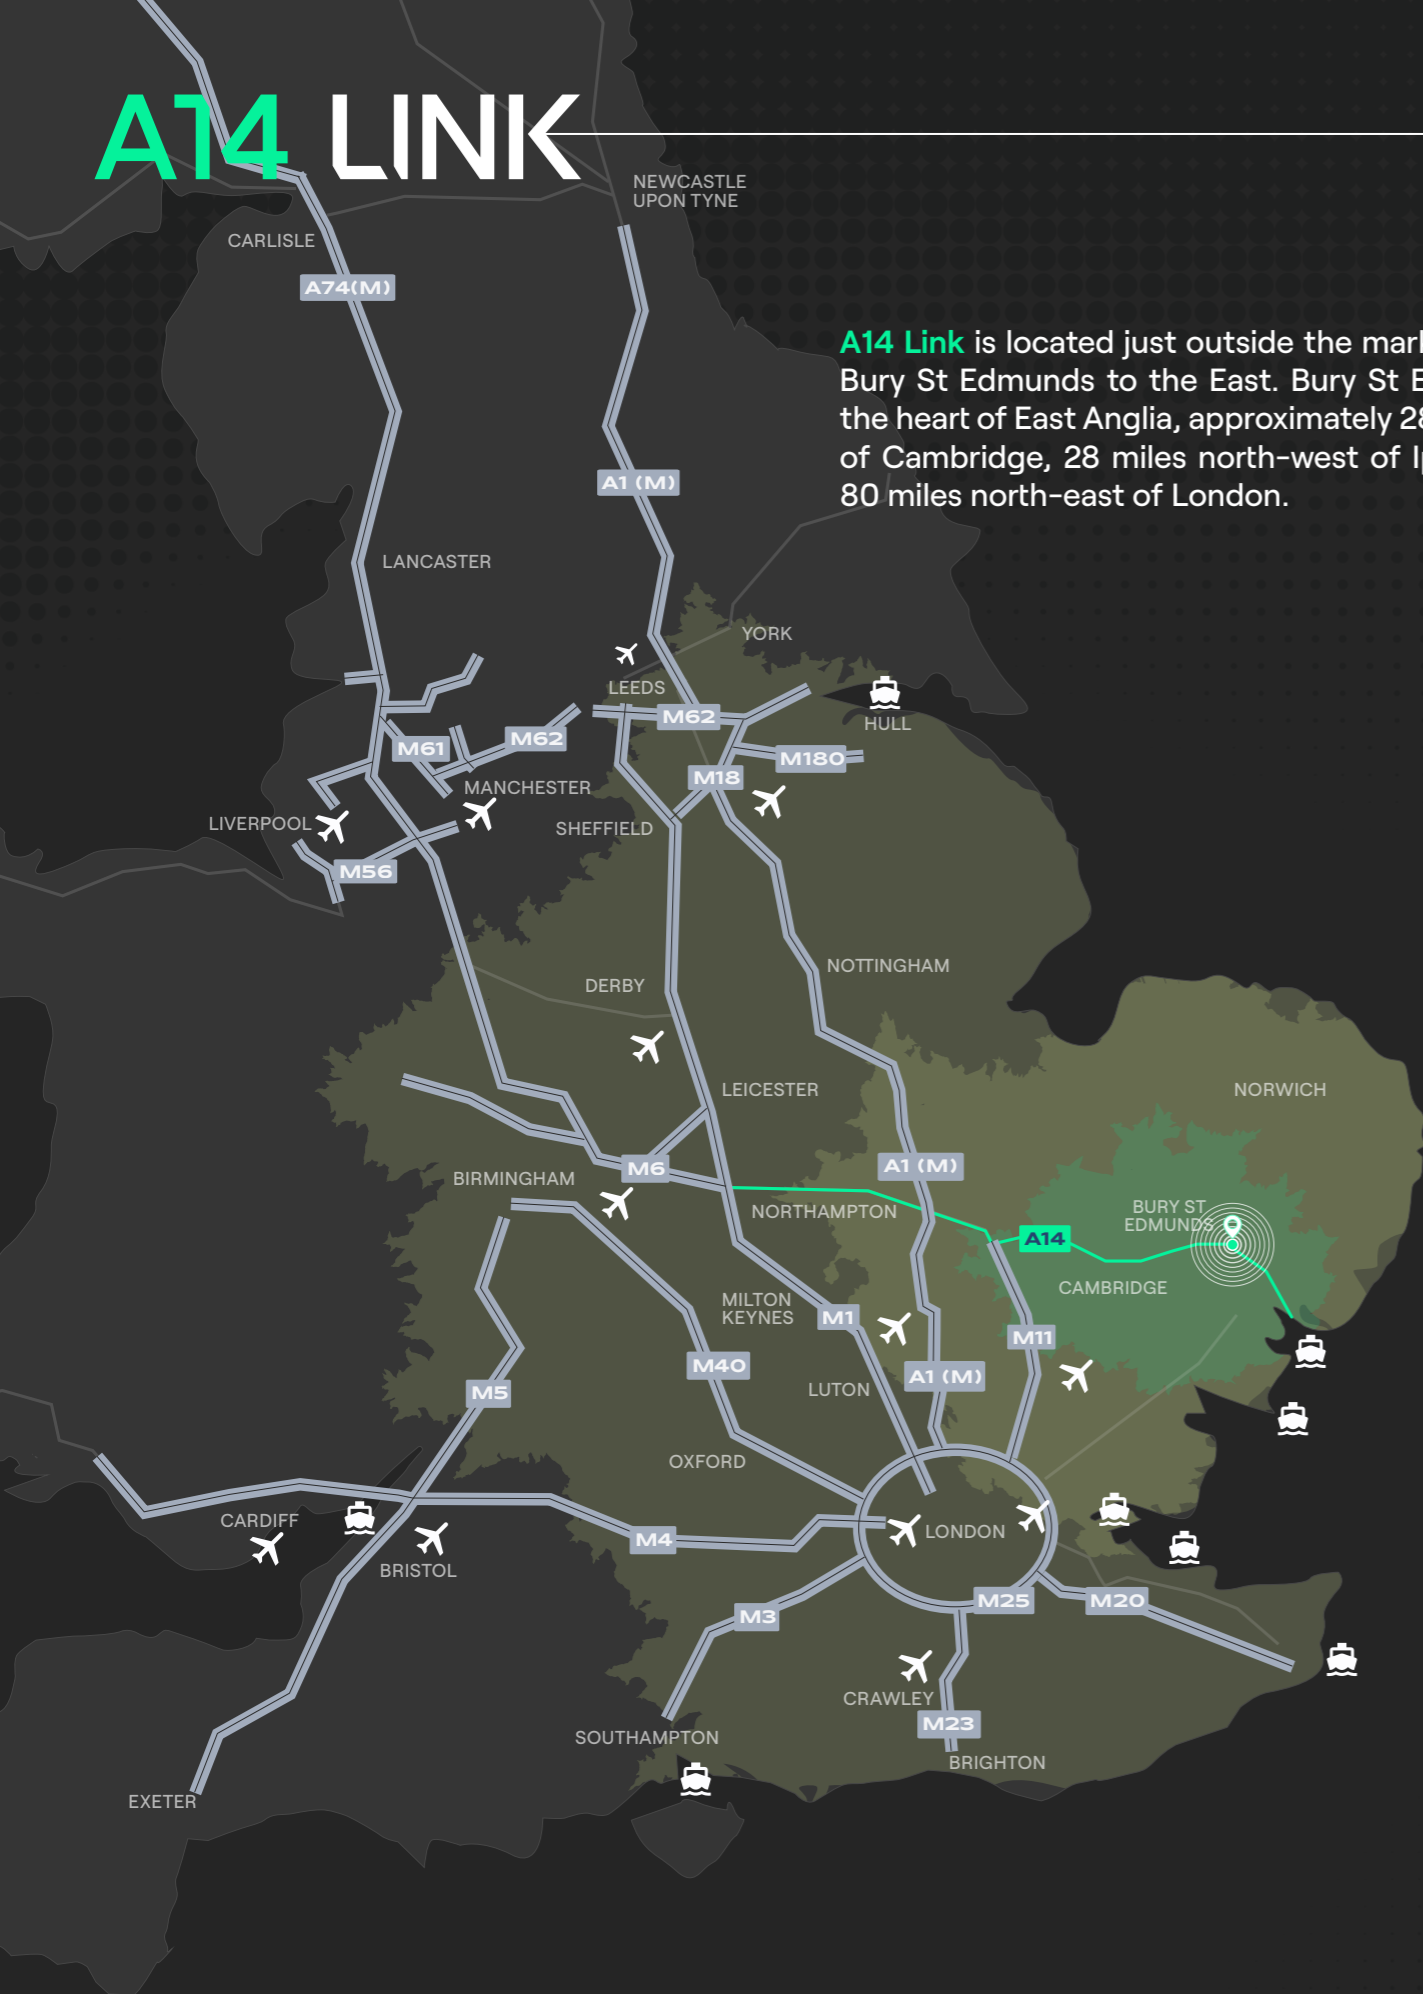 A14 LINK
NEWCASTLE
UPON TYNE
CARLISLE
A74(M)
A14 Link is located just outside the
Bury St Edmunds to the East. Bury St
the heart of East Anglia, approximately
of Cambridge, 28 miles north-west of
80 miles north-east of London.
A1 (M)
LANCASTER
YORK
LEEDS
HULL
M62
M62
M61
M180
M18
MANCHESTER
LIVERPOOL
SHEFFIELD
M56
NOTTINGHAM
DERBY
LEICESTER
NORWICH
A1 (M)
M6
BIRMINGHAM
NORTHAMPTON
BURY ST
EDMUNDS
A14
CAMBRIDGE
MILTON
KEYNES
M1
M11
M40
A1 (M)
M5
LUTON
OXFORD
CARDIFF
LONDON
M4
BRISTOL
M25
M20
M3
CRAWLEY
M23
SOUTHAMPTON
BRIGHTON
EXETER